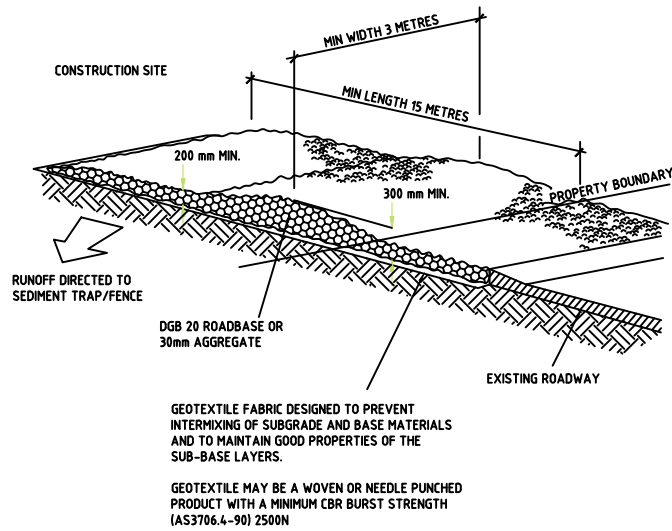 MIN WIDTH 3 METRES
CONSTRUCTION SITE
MIN LENGTH 15 METRES
200 mm MIN.
300 mm MIN.
PROPERTY BOUNDARY
RUNOFF DIRECTED TO
SEDIMENT TRAP/FENCE
DGB 20 ROADBASE OR
30mm AGGREGATE
EXISTING ROADWAY
GEOTEXTILE FABRIC DESIGNED TO PREVENT
INTERMIXING OF SUBGRADE AND BASE MATERIALS
AND TO MAINTAIN GOOD PROPERTIES OF THE
SUB-BASE LAYERS.
GEOTEXTILE MAY BE A WOVEN OR NEEDLE PUNCHED
PRODUCT WITH A MINIMUM CBR BURST STRENGTH
(AS3706.4-90) 2500N